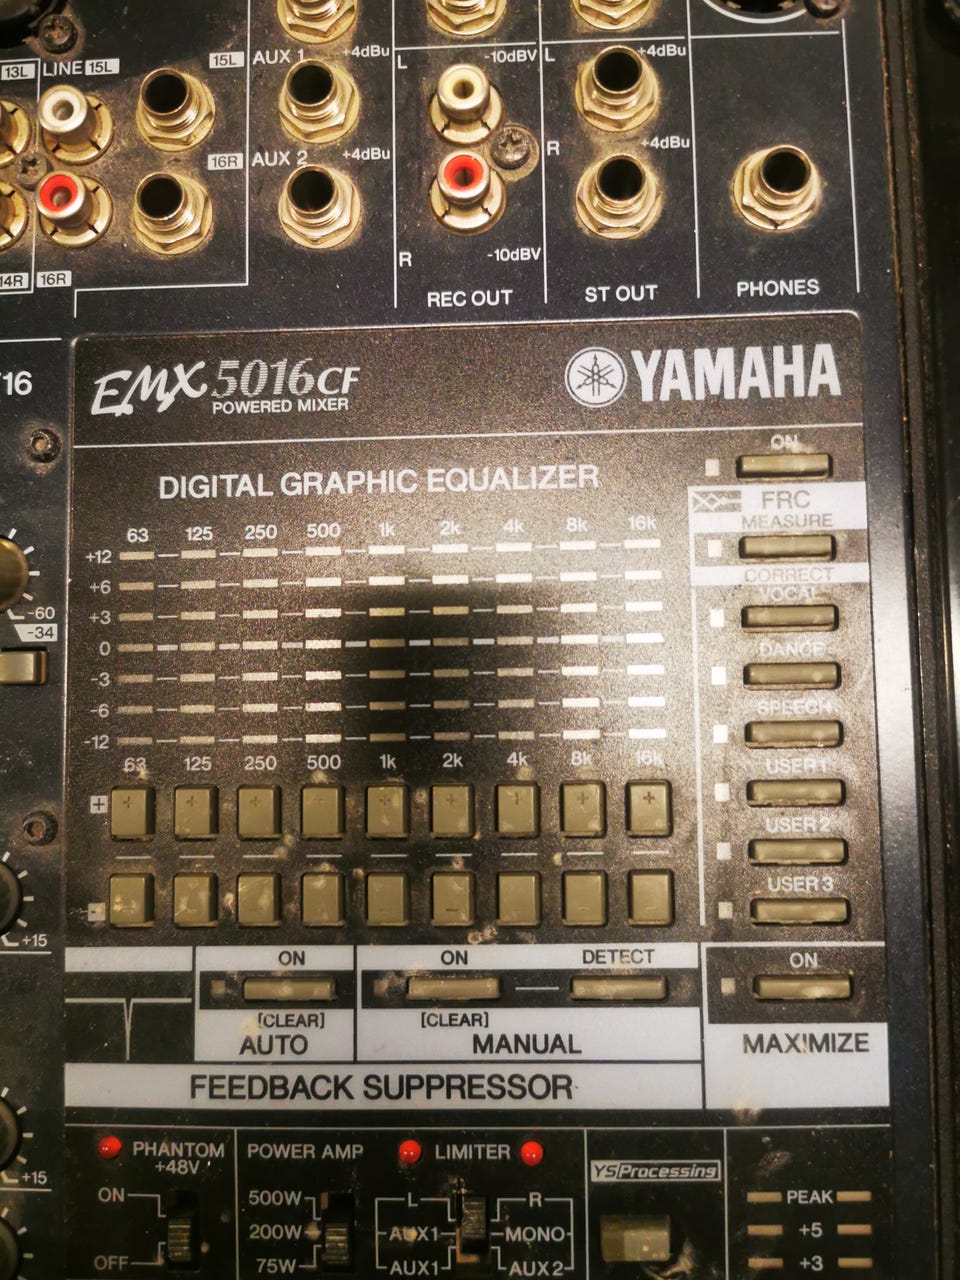 13L LINE 15L 15L AUX 1 +4dBu L -10dBV L +4dBu
16R AUX 2 +4dBu R +4dBu
14R 16R R -10dBV
REC OUT ST OUT PHONES
16
EMX 5016CF
POWERED MIXER
YAMAHA
DIGITAL GRAPHIC EQUALIZER
63 125 250 500 1k 2k 4k 8k 16k
+12
+6
+3
0
-3
-6
-12
63 125 250 500 1k 2k 4k 8k 16k
+ + + + + + + + + +
-
-60
-34
+15
+15
ON
FRC
MEASURE
CORRECT
VOCAL
DANCE
SPEECH
USER 1
USER 2
USER 3
ON ON DETECT ON
[CLEAR] [CLEAR]
AUTO MANUAL MAXIMIZE
FEEDBACK SUPPRESSOR
PHANTOM
+48V
ON
OFF
POWER AMP
500W
200W
75W
LIMITER
L R
AUX1 MONO
AUX1 AUX2
YS Processing
PEAK
+5
+3